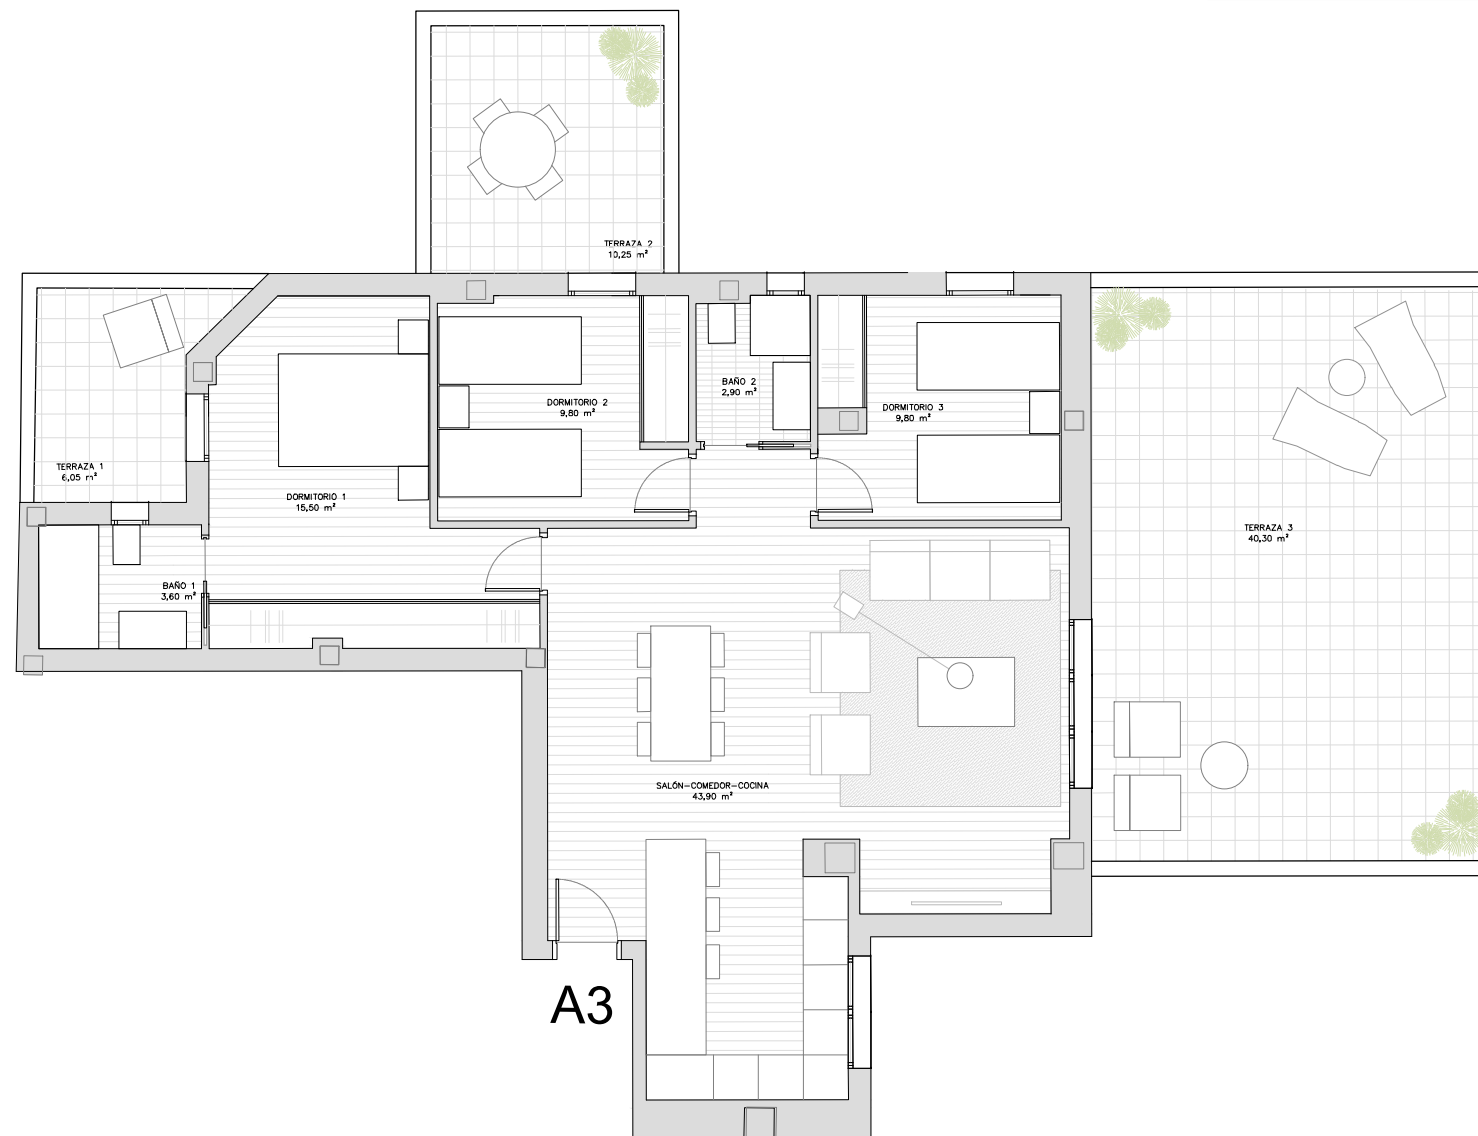 TERRAZA 2
10,25 m²
TERRAZA 1
6,05 m²
DORMITORIO 1
15,50 m²
DORMITORIO 2
9,80 m²
BAÑO 2
2,90 m²
DORMITORIO 3
9,80 m²
TERRAZA 3
40,30 m²
BAÑO 1
3,60 m²
SALÓN-COMEDOR-COCINA
43,90 m²
A3